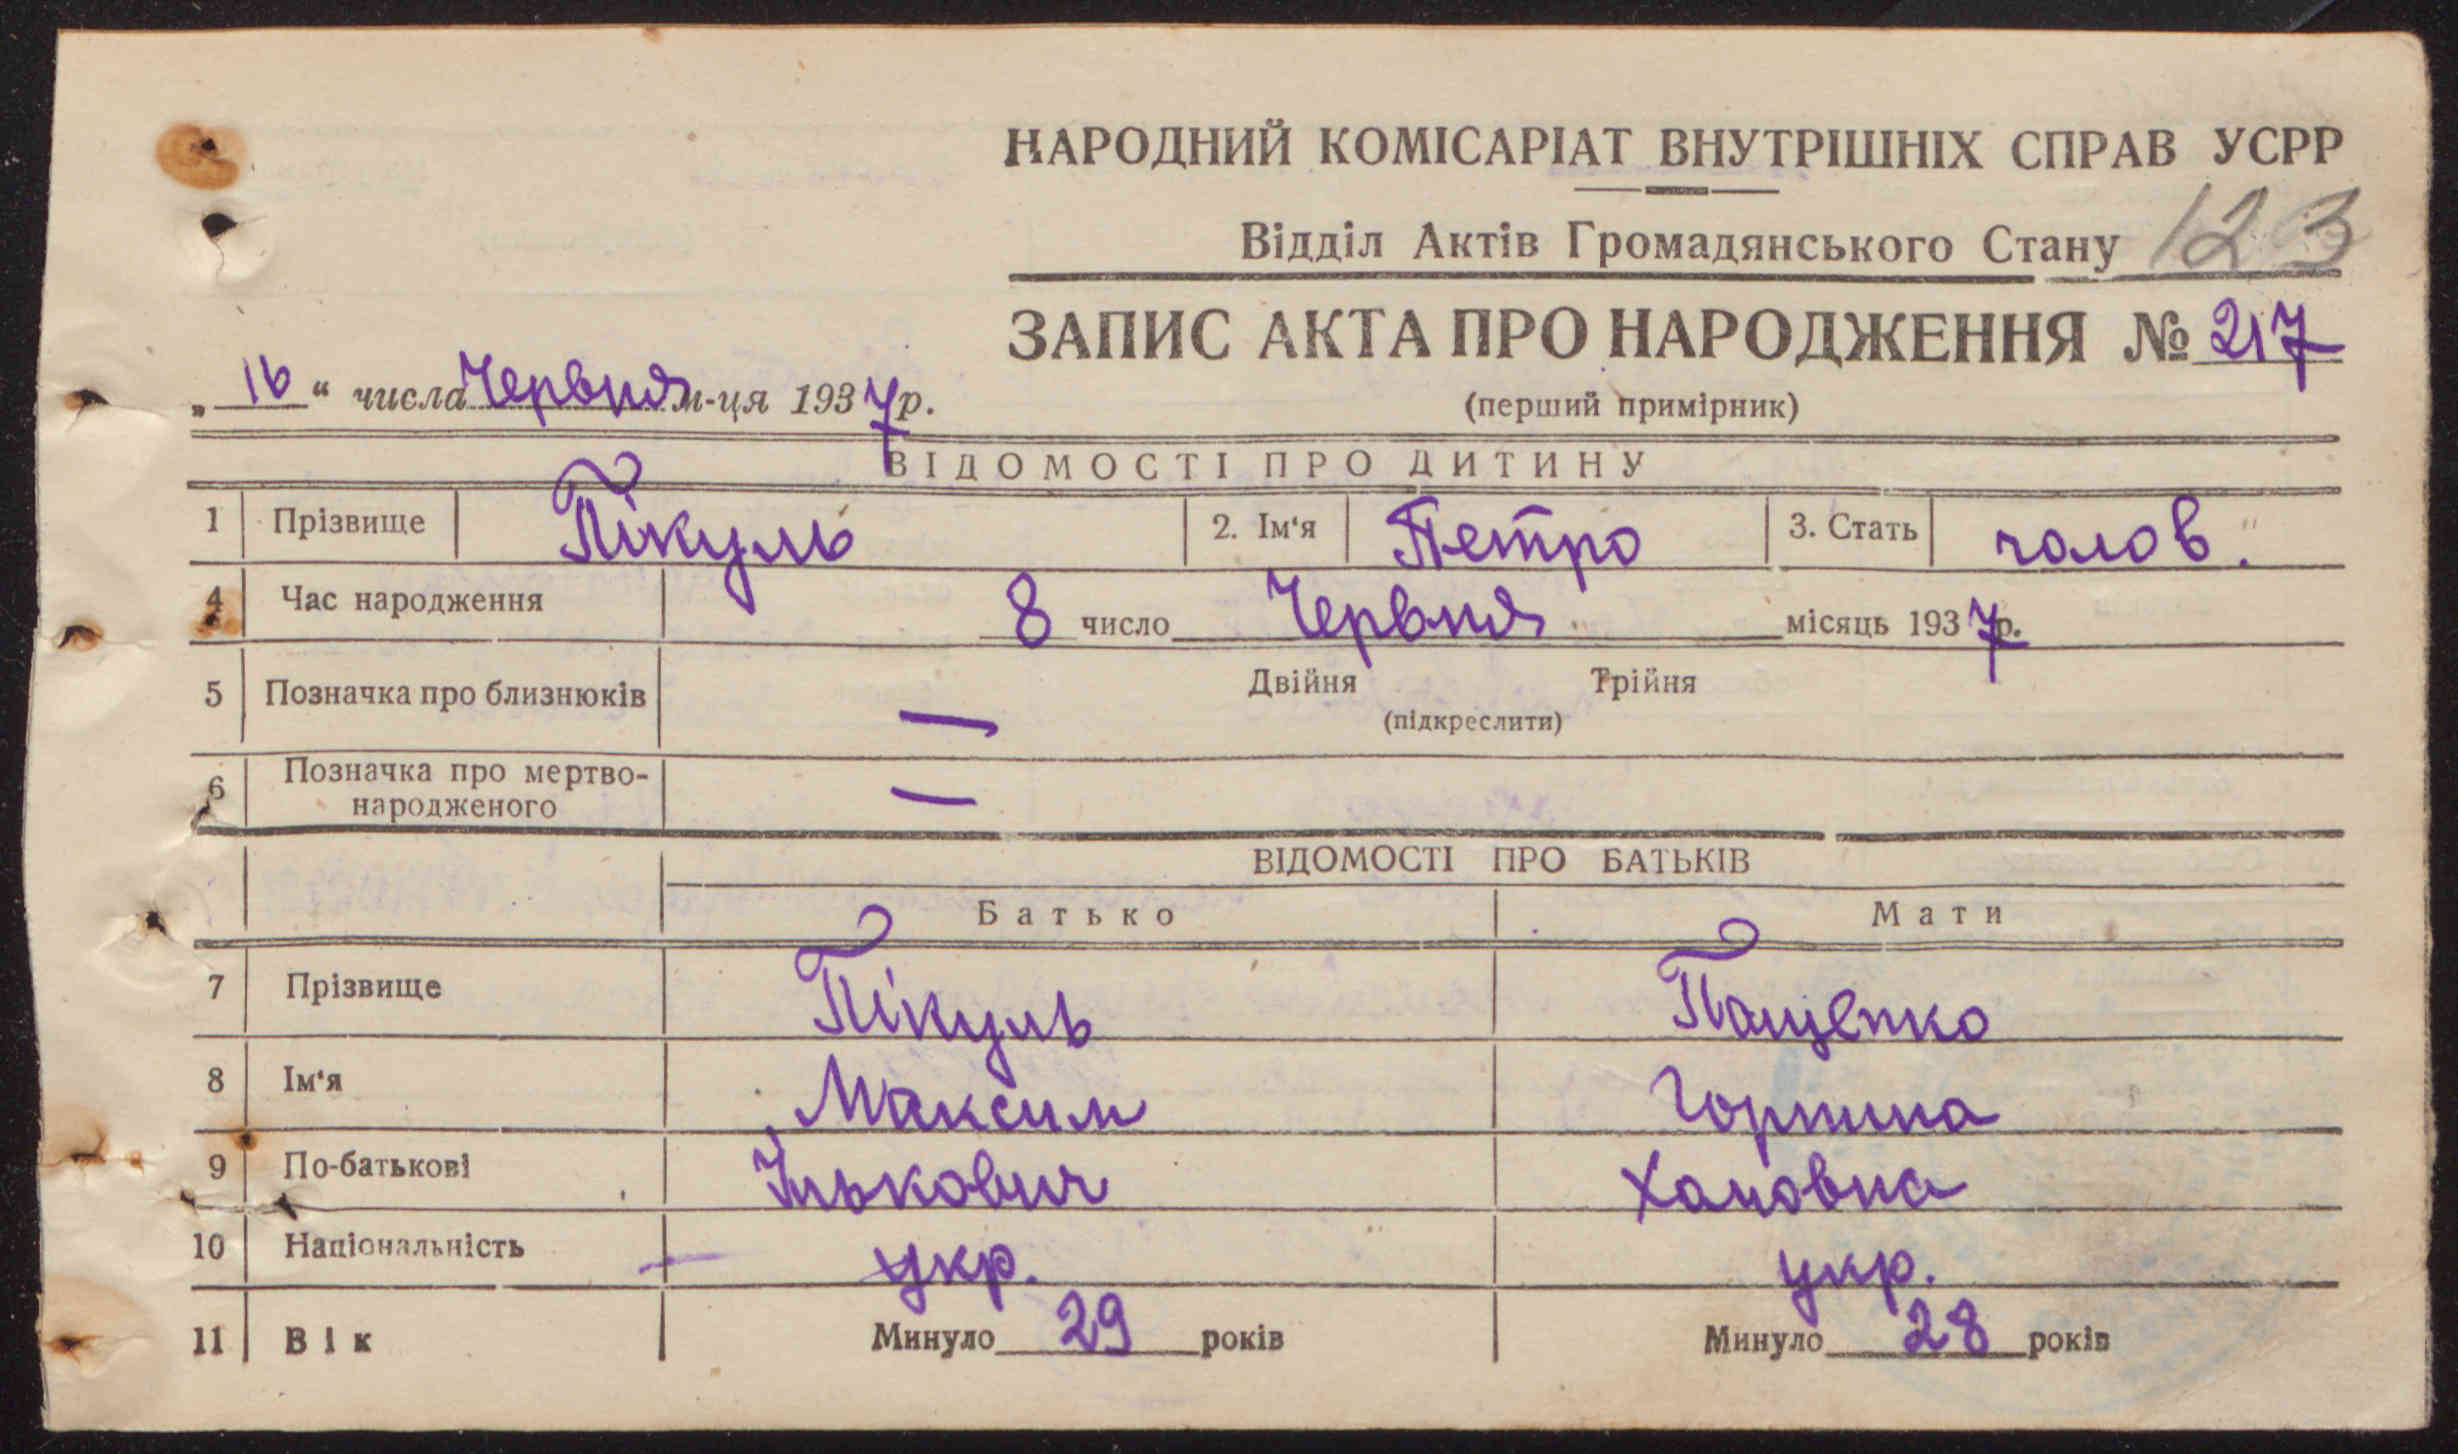 НАРОДНИЙ КОМІСАРІАТ ВНУТРІШНІХ СПРАВ УСРР
Відділ Актів Громадянського Стану 123
ЗАПИС АКТА ПРО НАРОДЖЕННЯ № 217
„16“ числа Червня м-ця 1937р.
(перший примірник)
ВІДОМОСТІ ПРО ДИТИНУ
1 Прізвище Пікуль 2. Ім‘я Петро 3. Стать чолов.
4 Час народження 8 число Червня місяць 1937р.
5 Позначка про близнюків — Двійня Трійня
(підкреслити)
6 Позначка про мертво-
народженого —
ВІДОМОСТІ ПРО БАТЬКІВ
Батько Мати
7 Прізвище Пікуль Пащенко
8 Ім‘я Максим Горпина
9 По-батькові Ількович
10 Національність укр. укр.
11 Вік Минуло 29 років Минуло 28 років